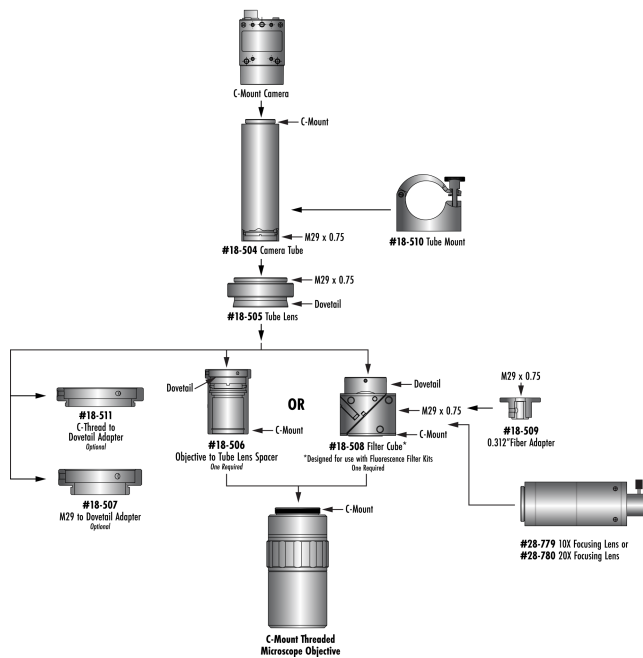 C-Mount Camera
C-Mount
M29 x 0.75
#18-504 Camera Tube
#18-510 Tube Mount
M29 x 0.75
Dovetail
#18-505 Tube Lens
#18-511
C-Thread to
Dovetail Adapter
Optional
#18-507
M29 to Dovetail Adapter
Optional
Dovetail
C-Mount
#18-506
Objective to Tube Lens Spacer
One Required
OR
Dovetail
M29 x 0.75
C-Mount
#18-508 Filter Cube*
*Designed for use with Fluorescence Filter Kits
One Required
M29 x 0.75
#18-509
0.312"Fiber Adapter
#28-779 10X Focusing Lens or
#28-780 20X Focusing Lens
C-Mount
C-Mount Threaded
Microscope Objective